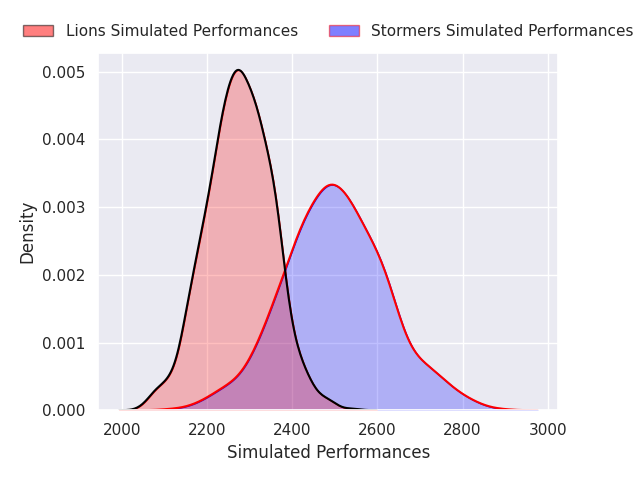 Lions Simulated Performances Stormers Simulated Performances
0.005
0.004
0.003
0.002
0.001
0.000
Density
2000 2200 2400 2600 2800 3000
Simulated Performances